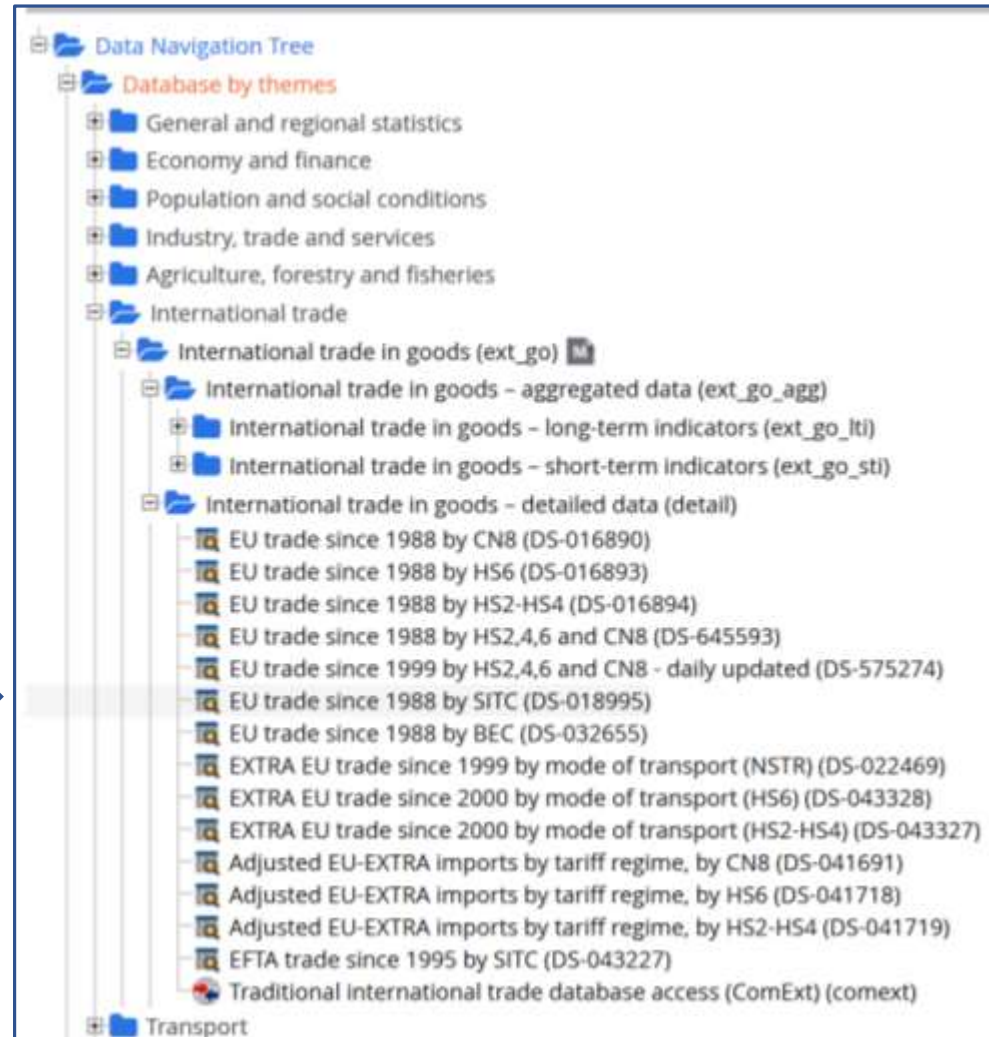 Data Navigation Tree
Database by themes
General and regional statistics
Economy and finance
Population and social conditions
Industry, trade and services
Agriculture, forestry and fisheries
International trade
International trade in goods (ext_go) M
International trade in goods – aggregated data (ext_go_agg)
International trade in goods – long-term indicators (ext_go_lti)
International trade in goods – short-term indicators (ext_go_sti)
International trade in goods – detailed data (detail)
EU trade since 1988 by CN8 (DS-016890)
EU trade since 1988 by HS6 (DS-016893)
EU trade since 1988 by HS2-HS4 (DS-016894)
EU trade since 1988 by HS2,4,6 and CN8 (DS-645593)
EU trade since 1999 by HS2,4,6 and CN8 - daily updated (DS-575274)
EU trade since 1988 by SITC (DS-018995)
EU trade since 1988 by BEC (DS-032655)
EXTRA EU trade since 1999 by mode of transport (NSTR) (DS-022469)
EXTRA EU trade since 2000 by mode of transport (HS6) (DS-043328)
EXTRA EU trade since 2000 by mode of transport (HS2-HS4) (DS-043327)
Adjusted EU-EXTRA imports by tariff regime, by CN8 (DS-041691)
Adjusted EU-EXTRA imports by tariff regime, by HS6 (DS-041718)
Adjusted EU-EXTRA imports by tariff regime, by HS2-HS4 (DS-041719)
EFTA trade since 1995 by SITC (DS-043227)
Traditional international trade database access (ComExt) (comext)
Transport